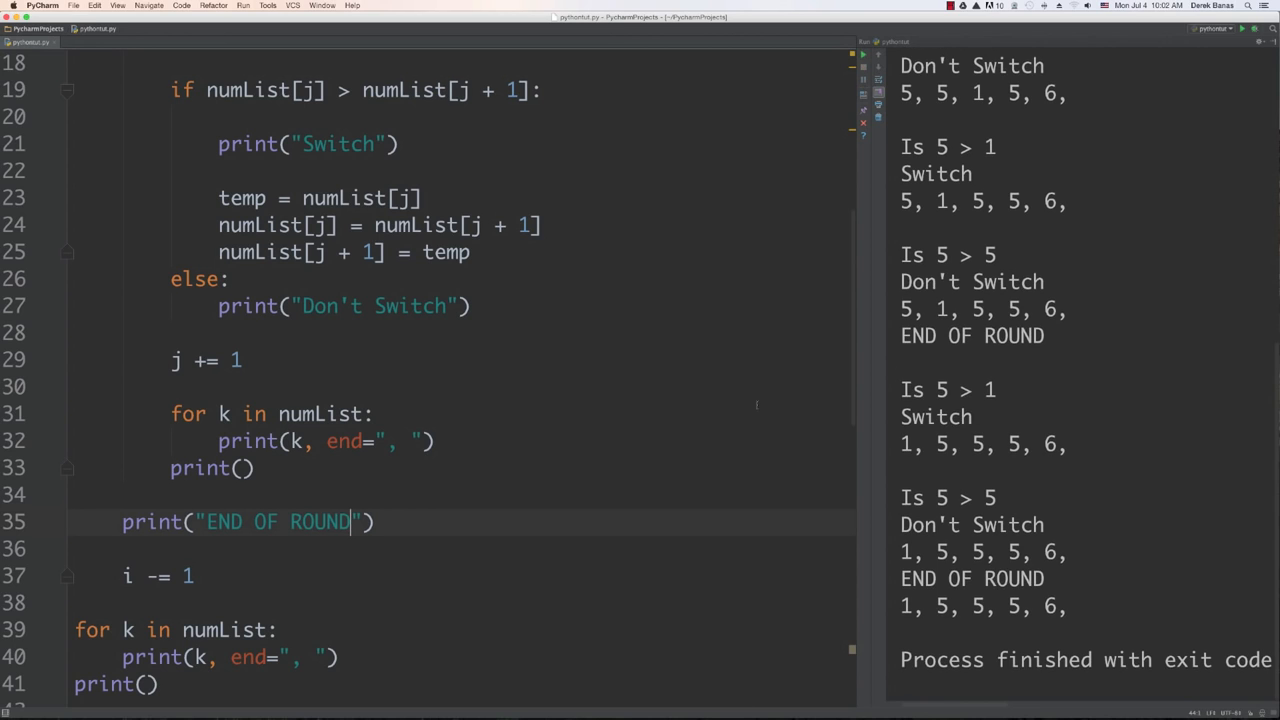 PyCharm File Edit View Navigate Code Refactor Run Tools VCS Window Help
10 Mon Jul 4 10:02 AM Derek Banas
pythontut.py - PycharmProjects - [~/PycharmProjects]
PycharmProjects pythontut.py
pythontut
pythontut.py
Run: pythontut
18
19 if numList[j] > numList[j + 1]:
20
21 print("Switch")
22
23 temp = numList[j]
24 numList[j] = numList[j + 1]
25 numList[j + 1] = temp
26 else:
27 print("Don't Switch")
28
29 j += 1
30
31 for k in numList:
32 print(k, end=", ")
33 print()
34
35 print("END OF ROUND")
36
37 i -= 1
38
39 for k in numList:
40 print(k, end=", ")
41 print()
Don't Switch
5, 5, 1, 5, 6,
Is 5 > 1
Switch
5, 1, 5, 5, 6,
Is 5 > 5
Don't Switch
5, 1, 5, 5, 6,
END OF ROUND
Is 5 > 1
Switch
1, 5, 5, 5, 6,
Is 5 > 5
Don't Switch
1, 5, 5, 5, 6,
END OF ROUND
1, 5, 5, 5, 6,
Process finished with exit code
44:1 LF‡ UTF-8‡